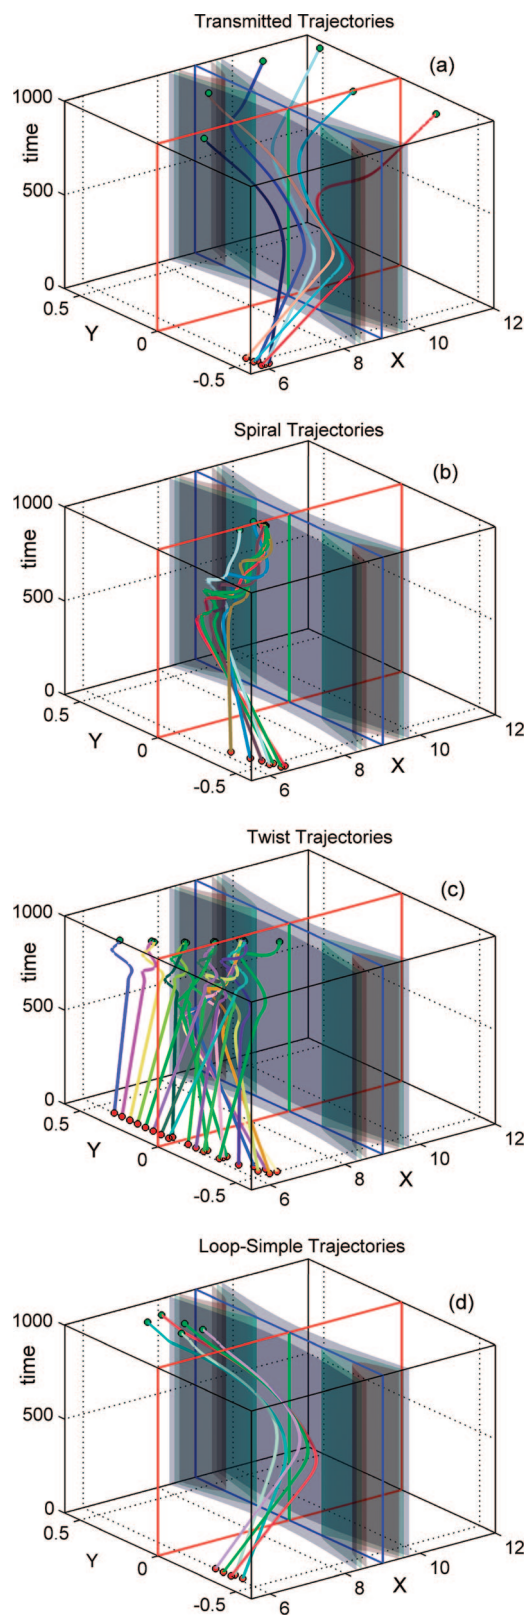 Transmitted Trajectories
(a)
1000
time
500
0
0.5
Y
0
-0.5
6
8
X
10
12
Spiral Trajectories
(b)
1000
time
500
0
0.5
Y
0
-0.5
6
8
X
10
12
Twist Trajectories
(c)
1000
time
500
0
0.5
Y
0
-0.5
6
8
X
10
12
Loop-Simple Trajectories
(d)
1000
time
500
0
0.5
Y
0
-0.5
6
8
X
10
12